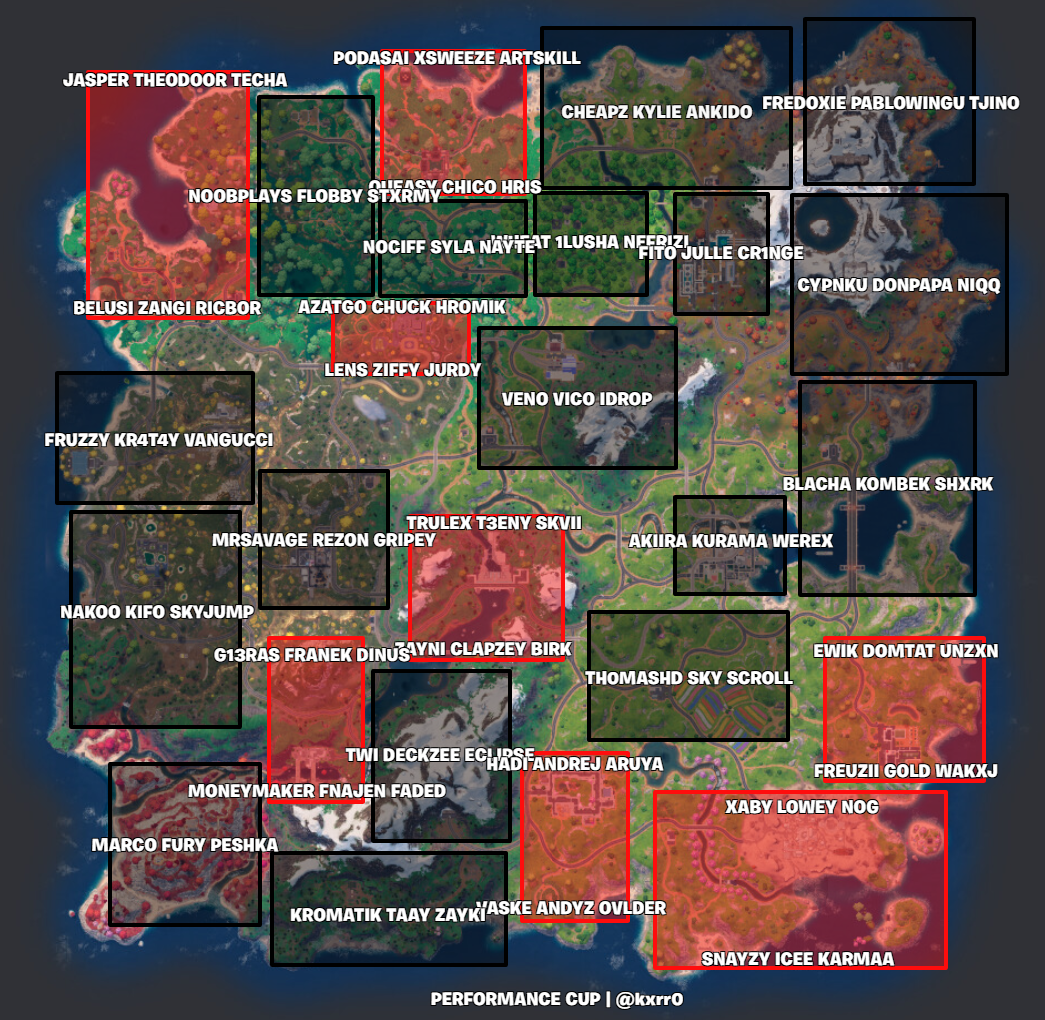 PODASAI XSWEEZE ARTSKILL
JASPER THEODOOR TECHA
FREDOXIE PABLOWINGU TJINO
CHEAPZ KYLIE ANKIDO
QUEASY CHICO HRIS
NOOBPLAYS FLOBBY STXRMY
1LUSHA NEFRIZI
NOCIFF SYLA NAYTE
FITO JULLE CR1NGE
CYPNKU DONPAPA NIQQ
AZATGO CHUCK HROMIK
BELUSI ZANGI RICBOR
LENS ZIFFY JURDY
VENO VICO IDROP
FRUZZY KR4T4Y VANGUCCI
BLACHA KOMBEK SHXRK
TRULEX T3ENY SKVII
MRSAVAGE REZON GRIPEY
AKIIRA KURAMA WEREX
NAKOO KIFO SKYJUMP
ZAYNI CLAPZEY BIRK
EWIK DOMTAT UNZXN
G13RAS FRANEK DINUS
THOMASHD SKY SCROLL
TWI DECKZEE ECLIPSE
HADI ANDREJ ARUYA
FREUZII GOLD WAKXJ
MONEYMAKER FNAJEN FADED
XABY LOWEY NOG
MARCO FURY PESHKA
VASKE ANDYZ OVLDER
KROMATIK TAAY ZAYKI
SNAYZY ICEE KARMAA
PERFORMANCE CUP | @kxrr0